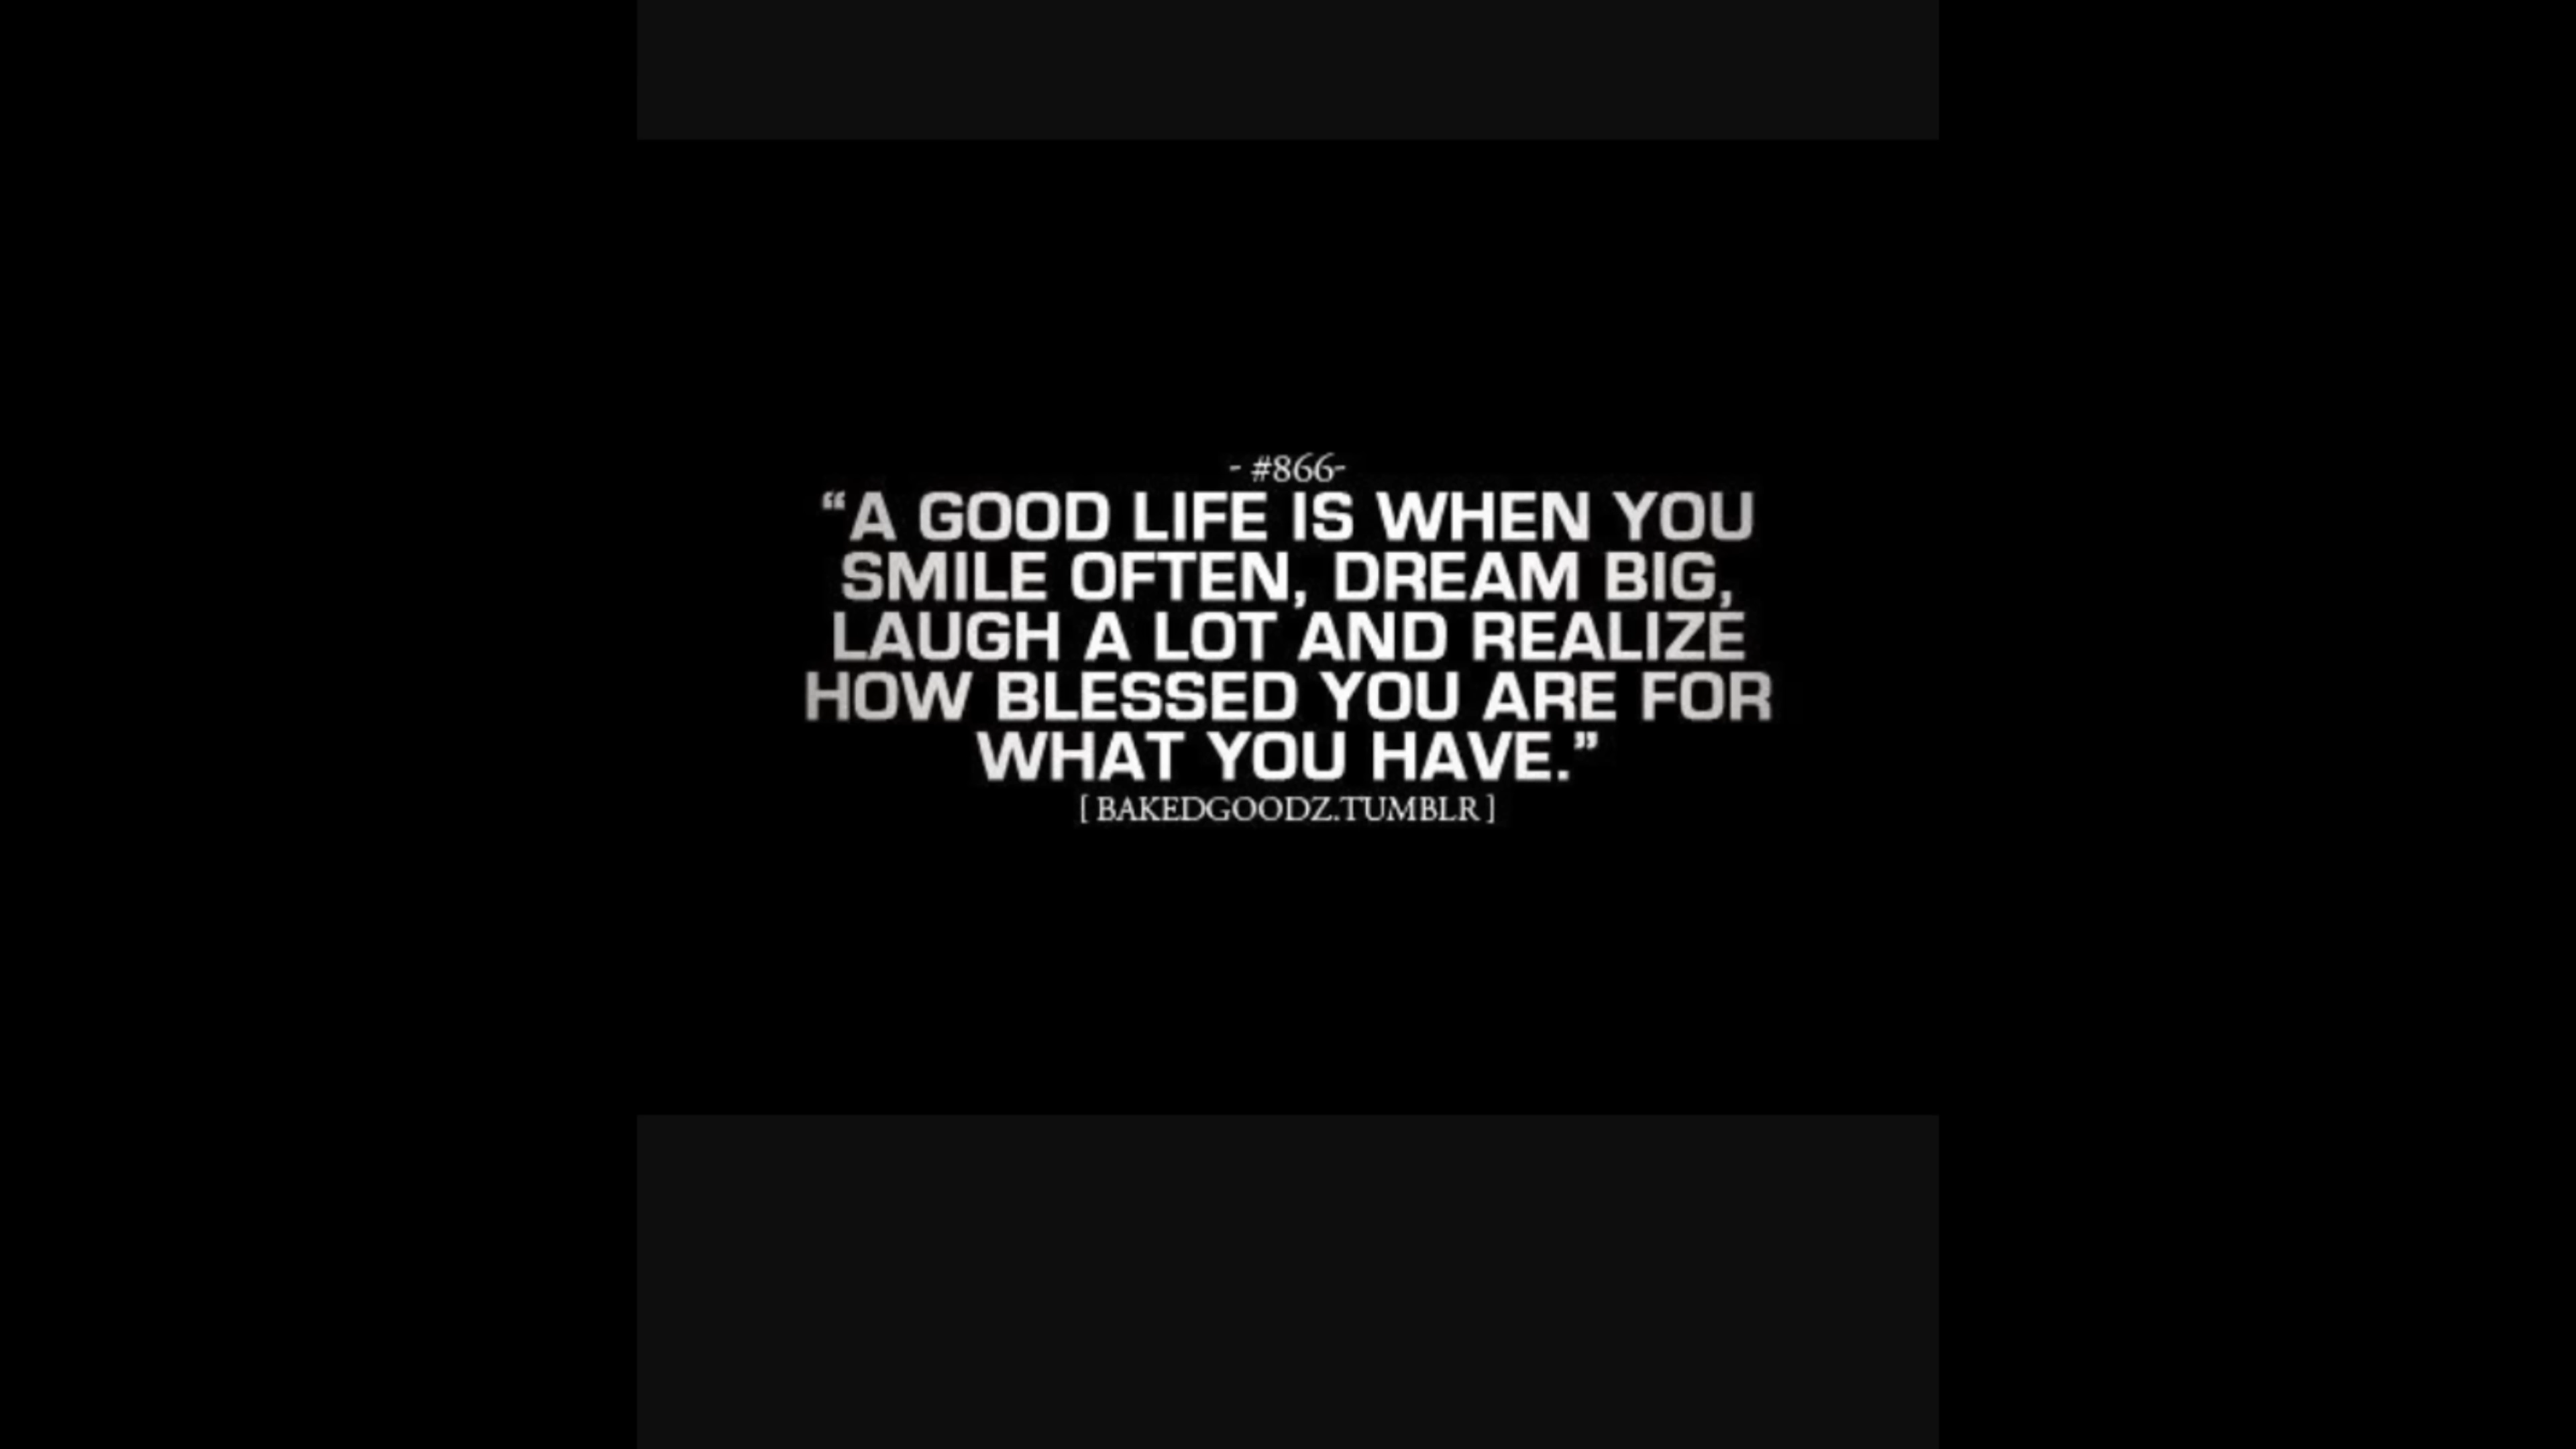 - #866-
“A GOOD LIFE IS WHEN YOU
SMILE OFTEN, DREAM BIG,
LAUGH A LOT AND REALIZE
HOW BLESSED YOU ARE FOR
WHAT YOU HAVE.”
[ BAKEDGOODZ.TUMBLR ]